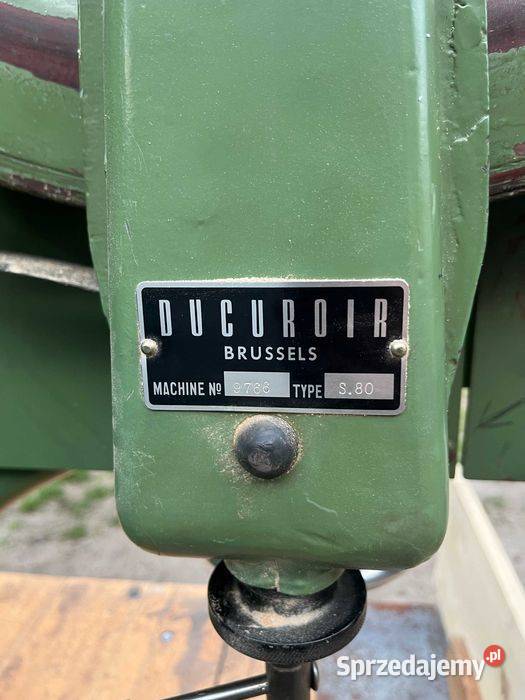 DUCUROIR
BRUSSELS
MACHINE Nº 9786 TYPE S.80
Sprzedajemy.pl